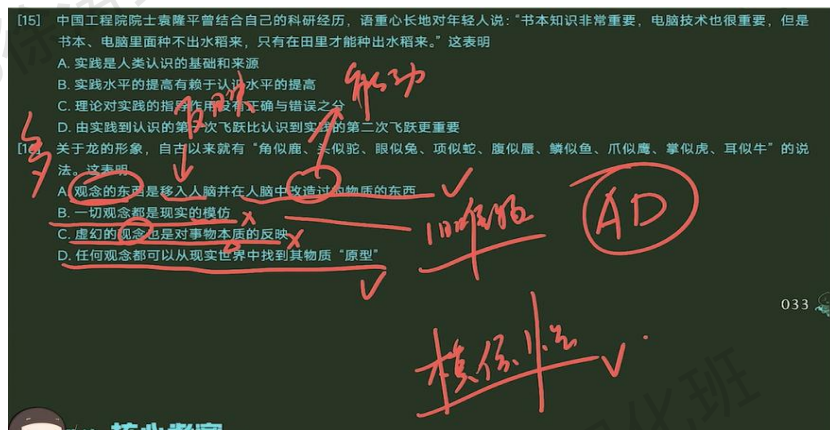 [15] 中国工程院院士袁隆平曾结合自己的科研经历，语重心长地对年轻人说：“书本知识非常重要，电脑技术也很重要，但是
书本、电脑里面种不出水稻来，只有在田里才能种出水稻来。”这表明
A. 实践是人类认识的基础和来源
B. 实践水平的提高有赖于认识水平的提高
C. 理论对实践的指导作用没有正确与错误之分
D. 由实践到认识的第一次飞跃比认识到实践的第二次飞跃更重要
能动
反映
多
[16] 关于龙的形象，自古以来就有“角似鹿、头似驼、眼似兔、项似蛇、腹似蜃、鳞似鱼、爪似鹰、掌似虎、耳似牛”的说
法。这表明
A. 观念的东西是移入人脑并在人脑中改造过的物质的东西
B. 一切观念都是现实的模仿
C. 虚幻的观念也是对事物本质的反映
D. 任何观念都可以从现实世界中找到其物质“原型”
旧唯物
AD
033